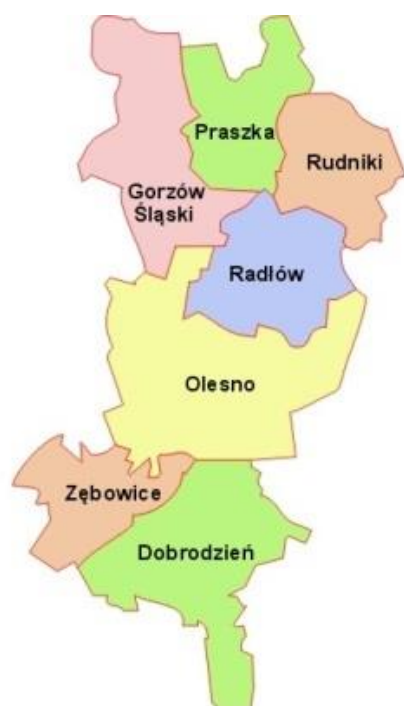 Praszka
Rudniki
Gorzów
Śląski
Radłów
Olesno
Zębowice
Dobrodzień